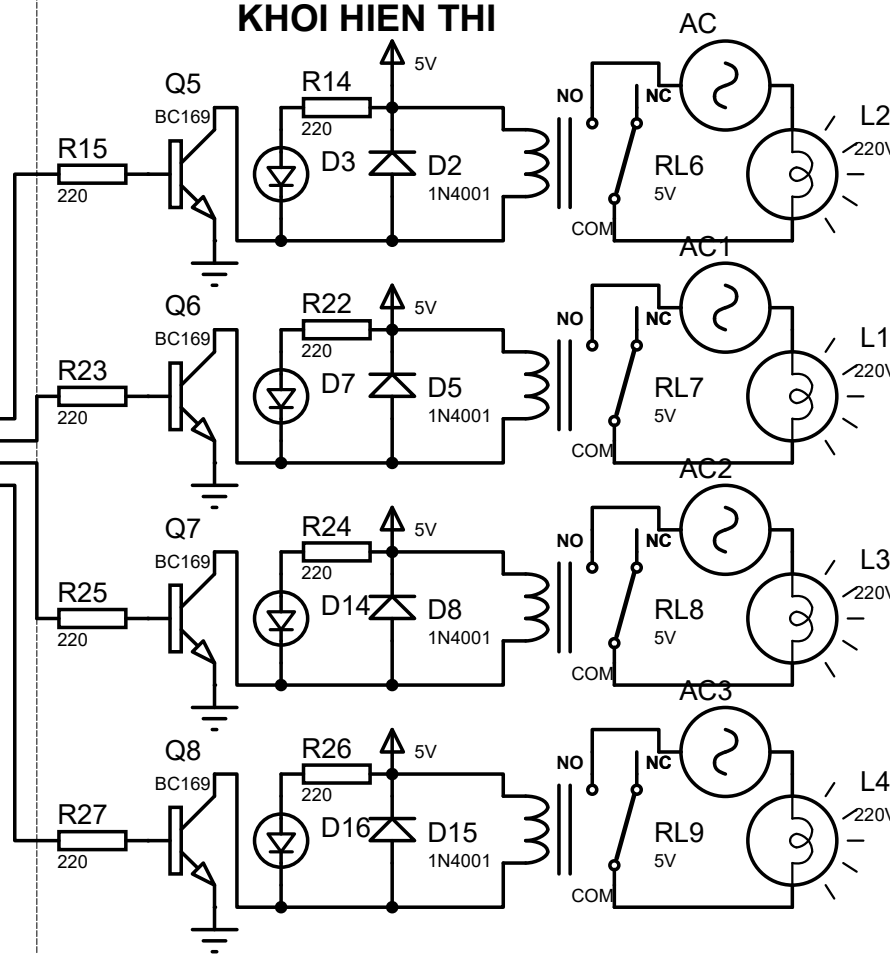 KHOI HIEN THI
AC
5V
Q5
BC169
R14
220
NO
NC
R15
220
D3
D2
1N4001
RL6
5V
L2
220V
COM
AC1
5V
Q6
BC169
R22
220
NO
NC
R23
220
D7
D5
1N4001
RL7
5V
L1
220V
COM
AC2
5V
Q7
BC169
R24
220
NO
NC
R25
220
D14
D8
1N4001
RL8
5V
L3
220V
COM
AC3
5V
Q8
BC169
R26
220
NO
NC
R27
220
D16
D15
1N4001
RL9
5V
L4
220V
COM